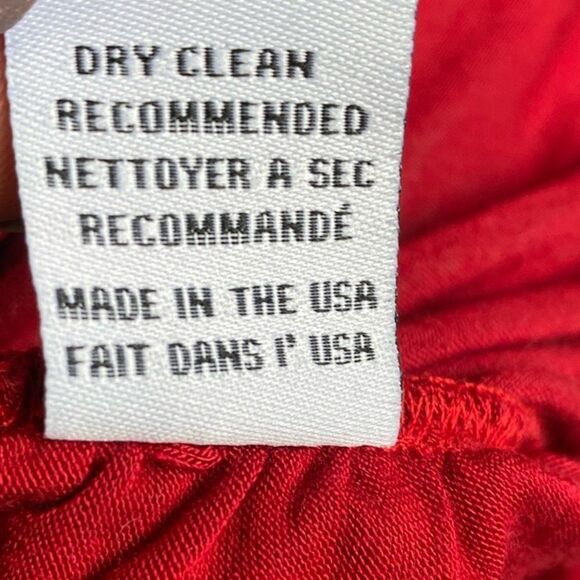 DRY CLEAN
RECOMMENDED
NETTOYER A SEC
RECOMMANDÉ
MADE IN THE USA
FAIT DANS l' USA